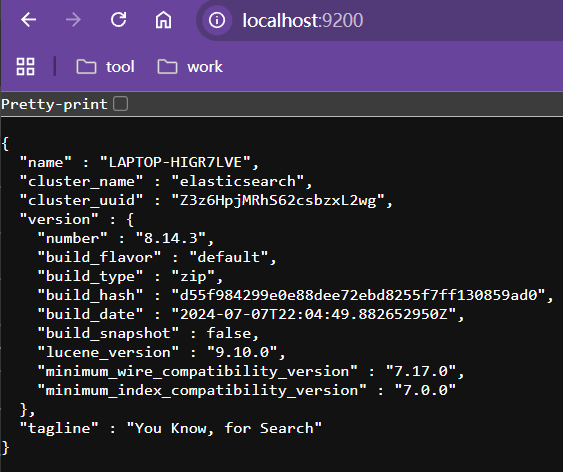 localhost:9200
tool work
Pretty-print
{
"name" : "LAPTOP-HIGR7LVE",
"cluster_name" : "elasticsearch",
"cluster_uuid" : "Z3z6HpjMRhS62csbzxL2wg",
"version" : {
"number" : "8.14.3",
"build_flavor" : "default",
"build_type" : "zip",
"build_hash" : "d55f984299e0e88dee72ebd8255f7ff130859ad0",
"build_date" : "2024-07-07T22:04:49.882652950Z",
"build_snapshot" : false,
"lucene_version" : "9.10.0",
"minimum_wire_compatibility_version" : "7.17.0",
"minimum_index_compatibility_version" : "7.0.0"
},
"tagline" : "You Know, for Search"
}